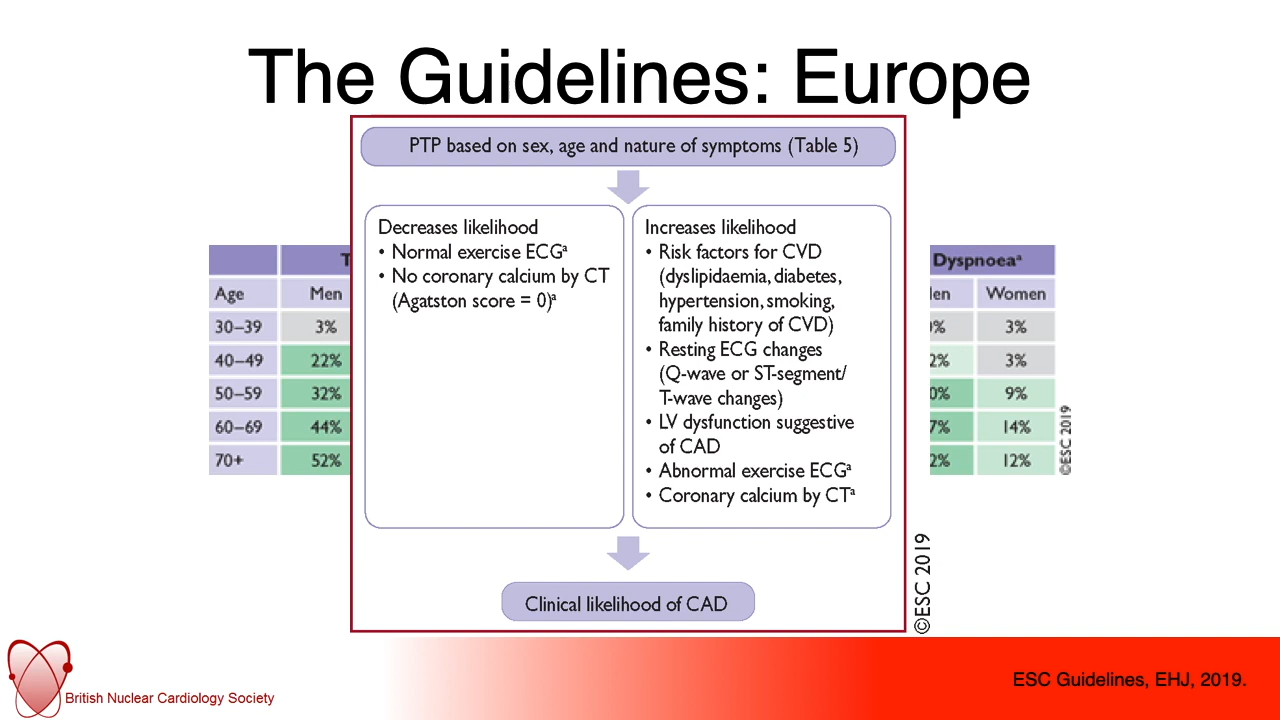 The Guidelines: Europe
PTP based on sex, age and nature of symptoms (Table 5)
Decreases likelihood
• Normal exercise ECGᵃ
• No coronary calcium by CT
(Agatston score = 0)ᵃ
Increases likelihood
• Risk factors for CVD
(dyslipidaemia, diabetes,
hypertension, smoking,
family history of CVD)
• Resting ECG changes
(Q-wave or ST-segment/
T-wave changes)
• LV dysfunction suggestive
of CAD
• Abnormal exercise ECGᵃ
• Coronary calcium by CTᵃ
Clinical likelihood of CAD
©ESC 2019
Dyspnoeaᵃ
Age Men Women
30–39 3% 3%
40–49 22% 3%
50–59 32% 9%
60–69 44% 14%
70+ 52% 12%
©ESC 2019
British Nuclear Cardiology Society
ESC Guidelines, EHJ, 2019.